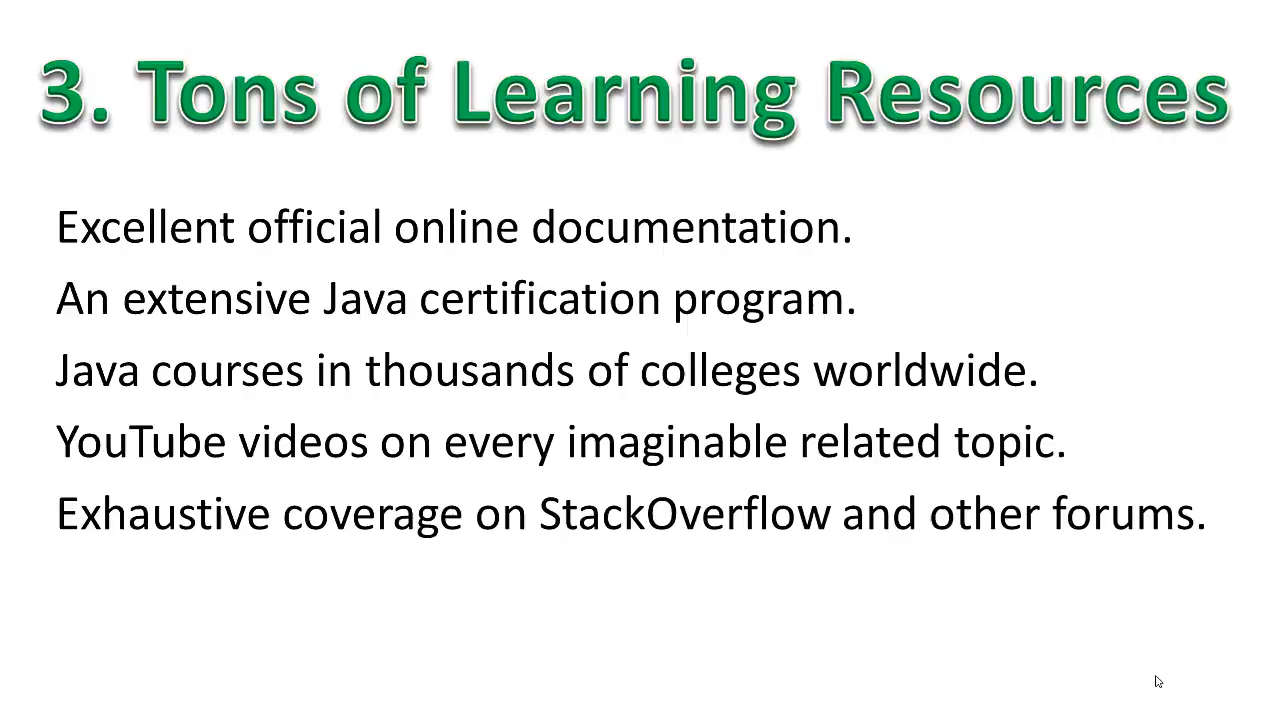 3. Tons of Learning Resources
Excellent official online documentation.
An extensive Java certification program.
Java courses in thousands of colleges worldwide.
YouTube videos on every imaginable related topic.
Exhaustive coverage on StackOverflow and other forums.